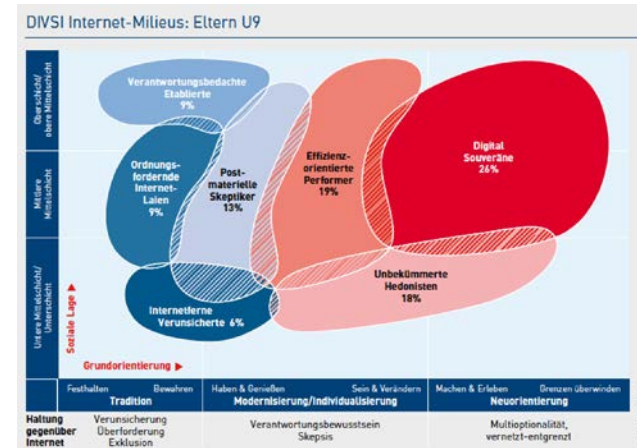 DIVSI Internet-Milieus: Eltern U9
Oberschicht/
obere Mittelschicht
Mittlere
Mittelschicht
Untere Mittelschicht/
Unterschicht
Soziale Lage ▶
Verantwortungsbedachte
Etablierte
9%
Ordnungs-
fordernde
Internet-
Laien
9%
Post-
materielle
Skeptiker
13%
Effizienz-
orientierte
Performer
19%
Digital
Souveräne
26%
Unbekümmerte
Hedonisten
18%
Internetferne
Verunsicherte 6%
Grundorientierung ▶
Festhalten Bewahren Haben & Genießen Sein & Verändern Machen & Erleben Grenzen überwinden
Tradition Modernisierung/Individualisierung Neuorientierung
Haltung
gegenüber
Internet
Verunsicherung
Überforderung
Exklusion
Verantwortungsbewusstsein
Skepsis
Multioptionalität,
vernetzt-entgrenzt